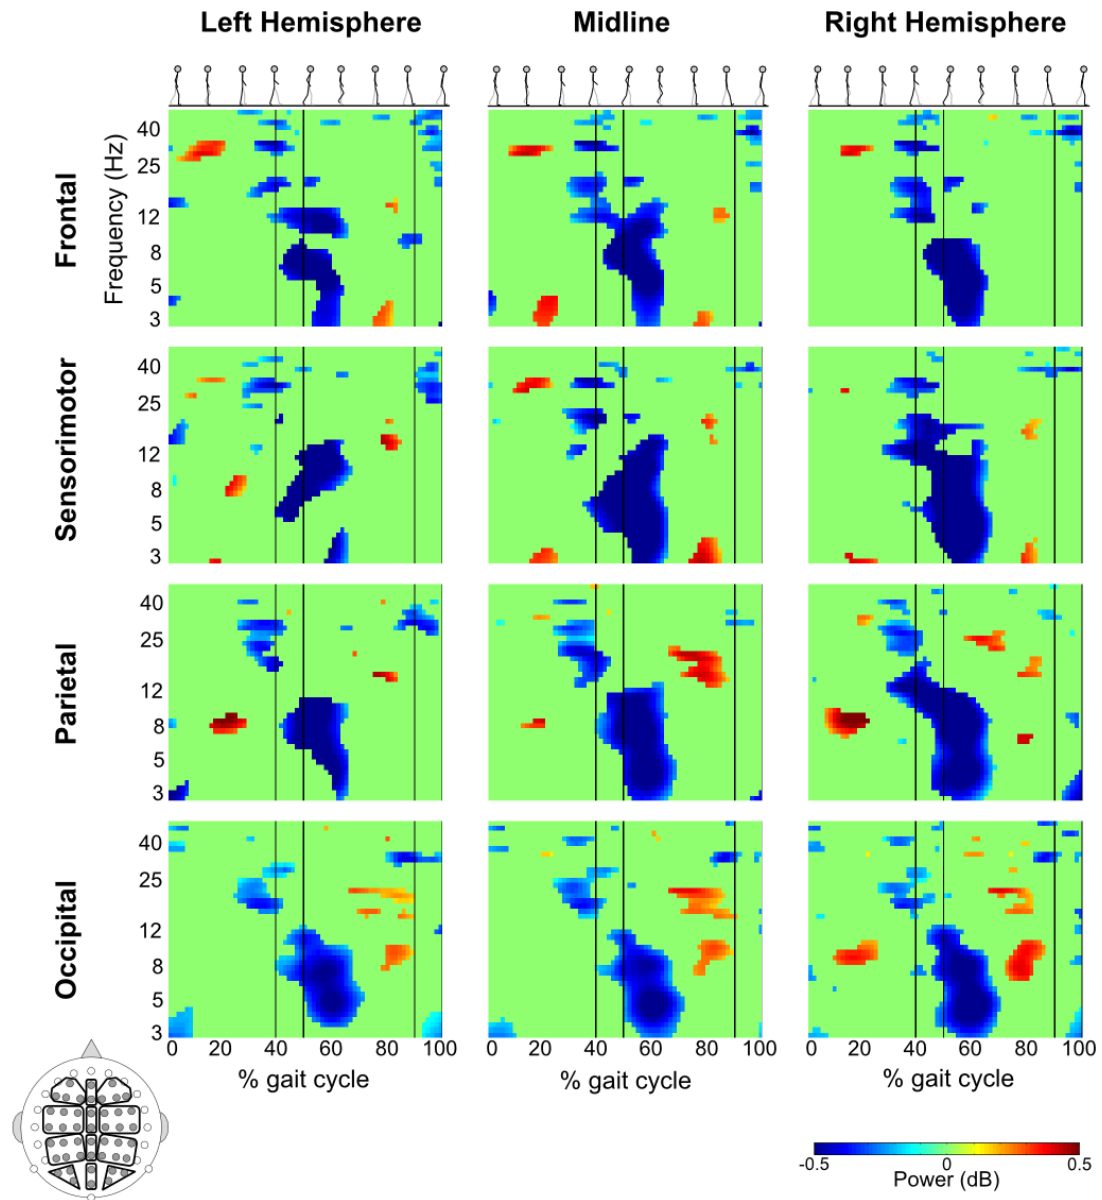 Left Hemisphere Midline Right Hemisphere
Frontal
Frequency (Hz)
40
25
12
8
5
3
Sensorimotor
40
25
12
8
5
3
Parietal
40
25
12
8
5
3
Occipital
40
25
12
8
5
3
0 20 40 60 80 100 0 20 40 60 80 100 0 20 40 60 80 100
% gait cycle % gait cycle % gait cycle
-0.5 0 0.5
Power (dB)